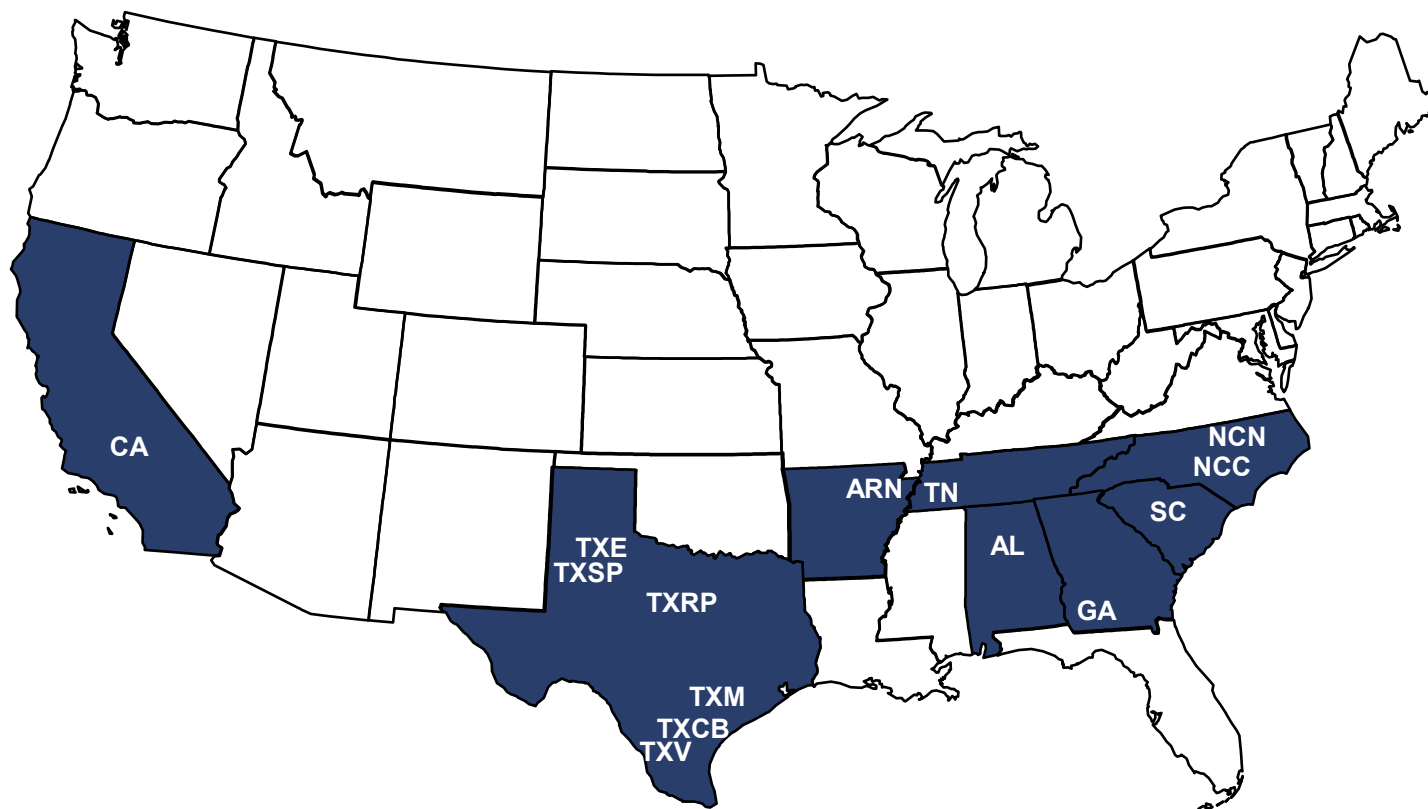 NCN
CA
NCC
ARN
TN
SC
AL
TXE
TXSP
TXRP
GA
TXM
TXCB
TXV